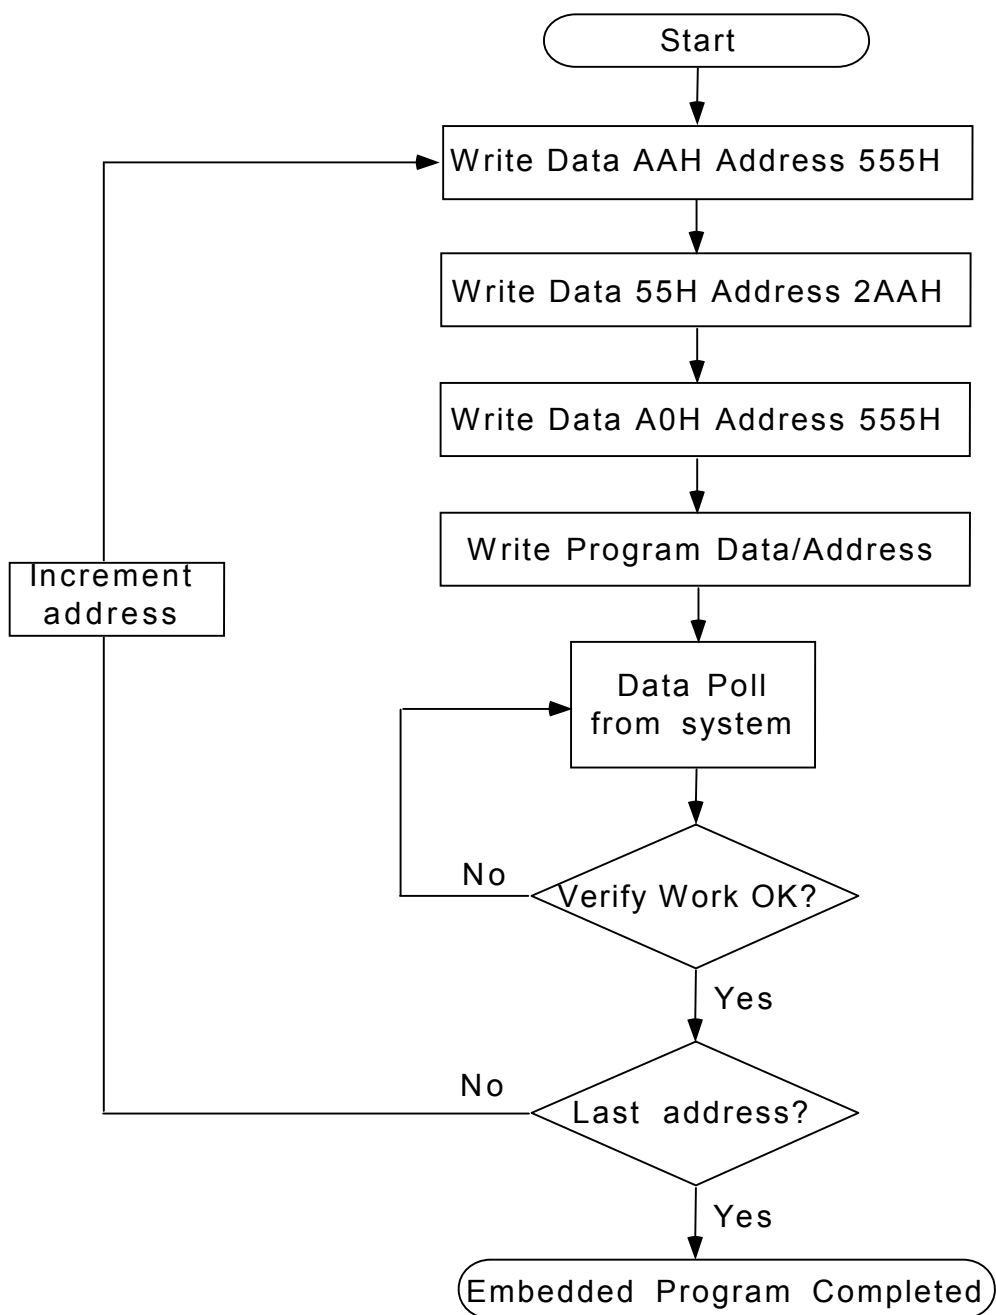 Start
Write Data AAH Address 555H
Write Data 55H Address 2AAH
Write Data A0H Address 555H
Write Program Data/Address
Increment
address
Data Poll
from system
No
Verify Work OK?
Yes
No
Last address?
Yes
Embedded Program Completed